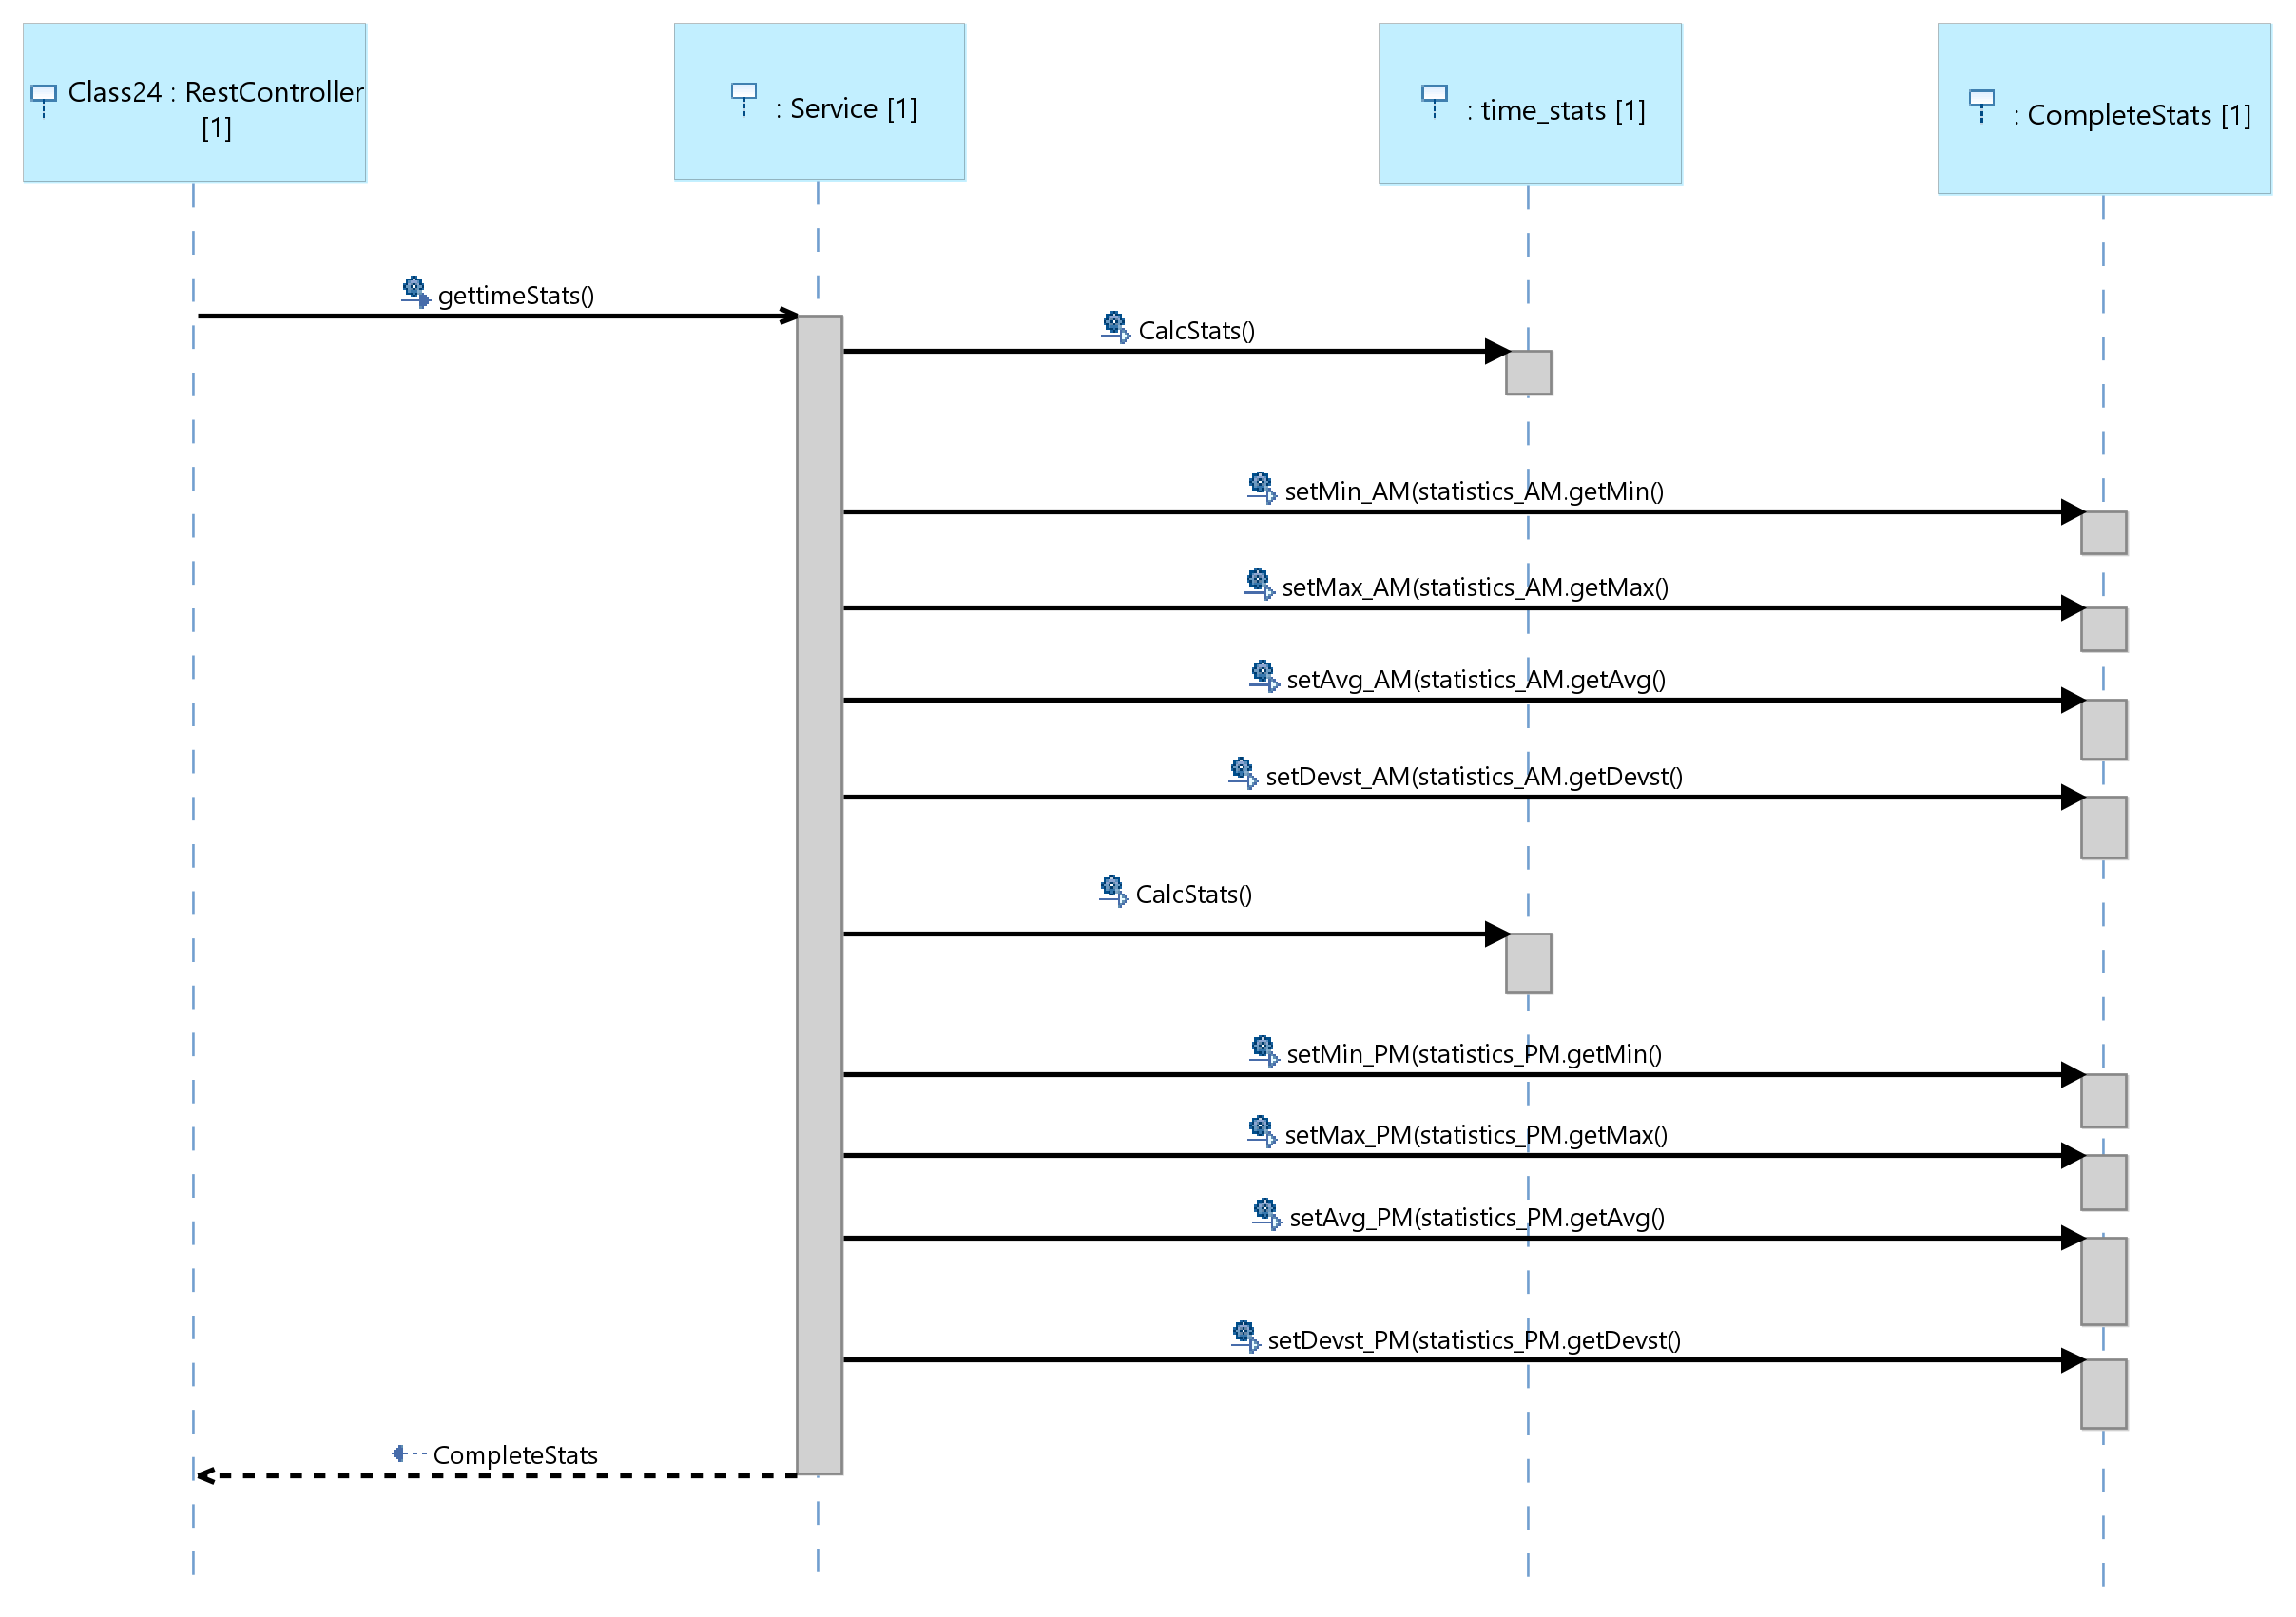 Class24 : RestController
[1]
: Service [1]
: time_stats [1]
: CompleteStats [1]
gettimeStats()
CalcStats()
setMin_AM(statistics_AM.getMin()
setMax_AM(statistics_AM.getMax()
setAvg_AM(statistics_AM.getAvg()
setDevst_AM(statistics_AM.getDevst()
CalcStats()
setMin_PM(statistics_PM.getMin()
setMax_PM(statistics_PM.getMax()
setAvg_PM(statistics_PM.getAvg()
setDevst_PM(statistics_PM.getDevst()
CompleteStats